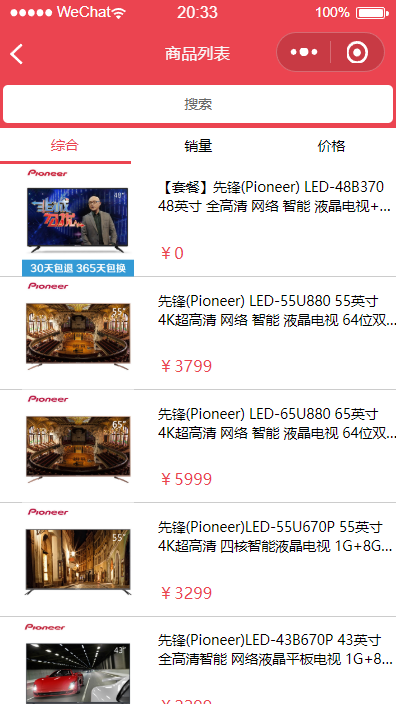 WeChat 20:33 100%
商品列表
搜索
综合 销量 价格
Pioneer
49"
30天包退 365天包换
【套餐】先锋(Pioneer) LED-48B370
48英寸 全高清 网络 智能 液晶电视+...
￥0
Pioneer
55"
先锋(Pioneer) LED-55U880 55英寸
4K超高清 网络 智能 液晶电视 64位双...
￥3799
Pioneer
65"
先锋(Pioneer) LED-65U880 65英寸
4K超高清 网络 智能 液晶电视 64位双...
￥5999
Pioneer
55"
先锋(Pioneer)LED-55U670P 55英寸
4K超高清 四核智能液晶电视 1G+8G...
￥3299
Pioneer
43"
先锋(Pioneer)LED-43B670P 43英寸
全高清智能 网络液晶平板电视 1G+8...